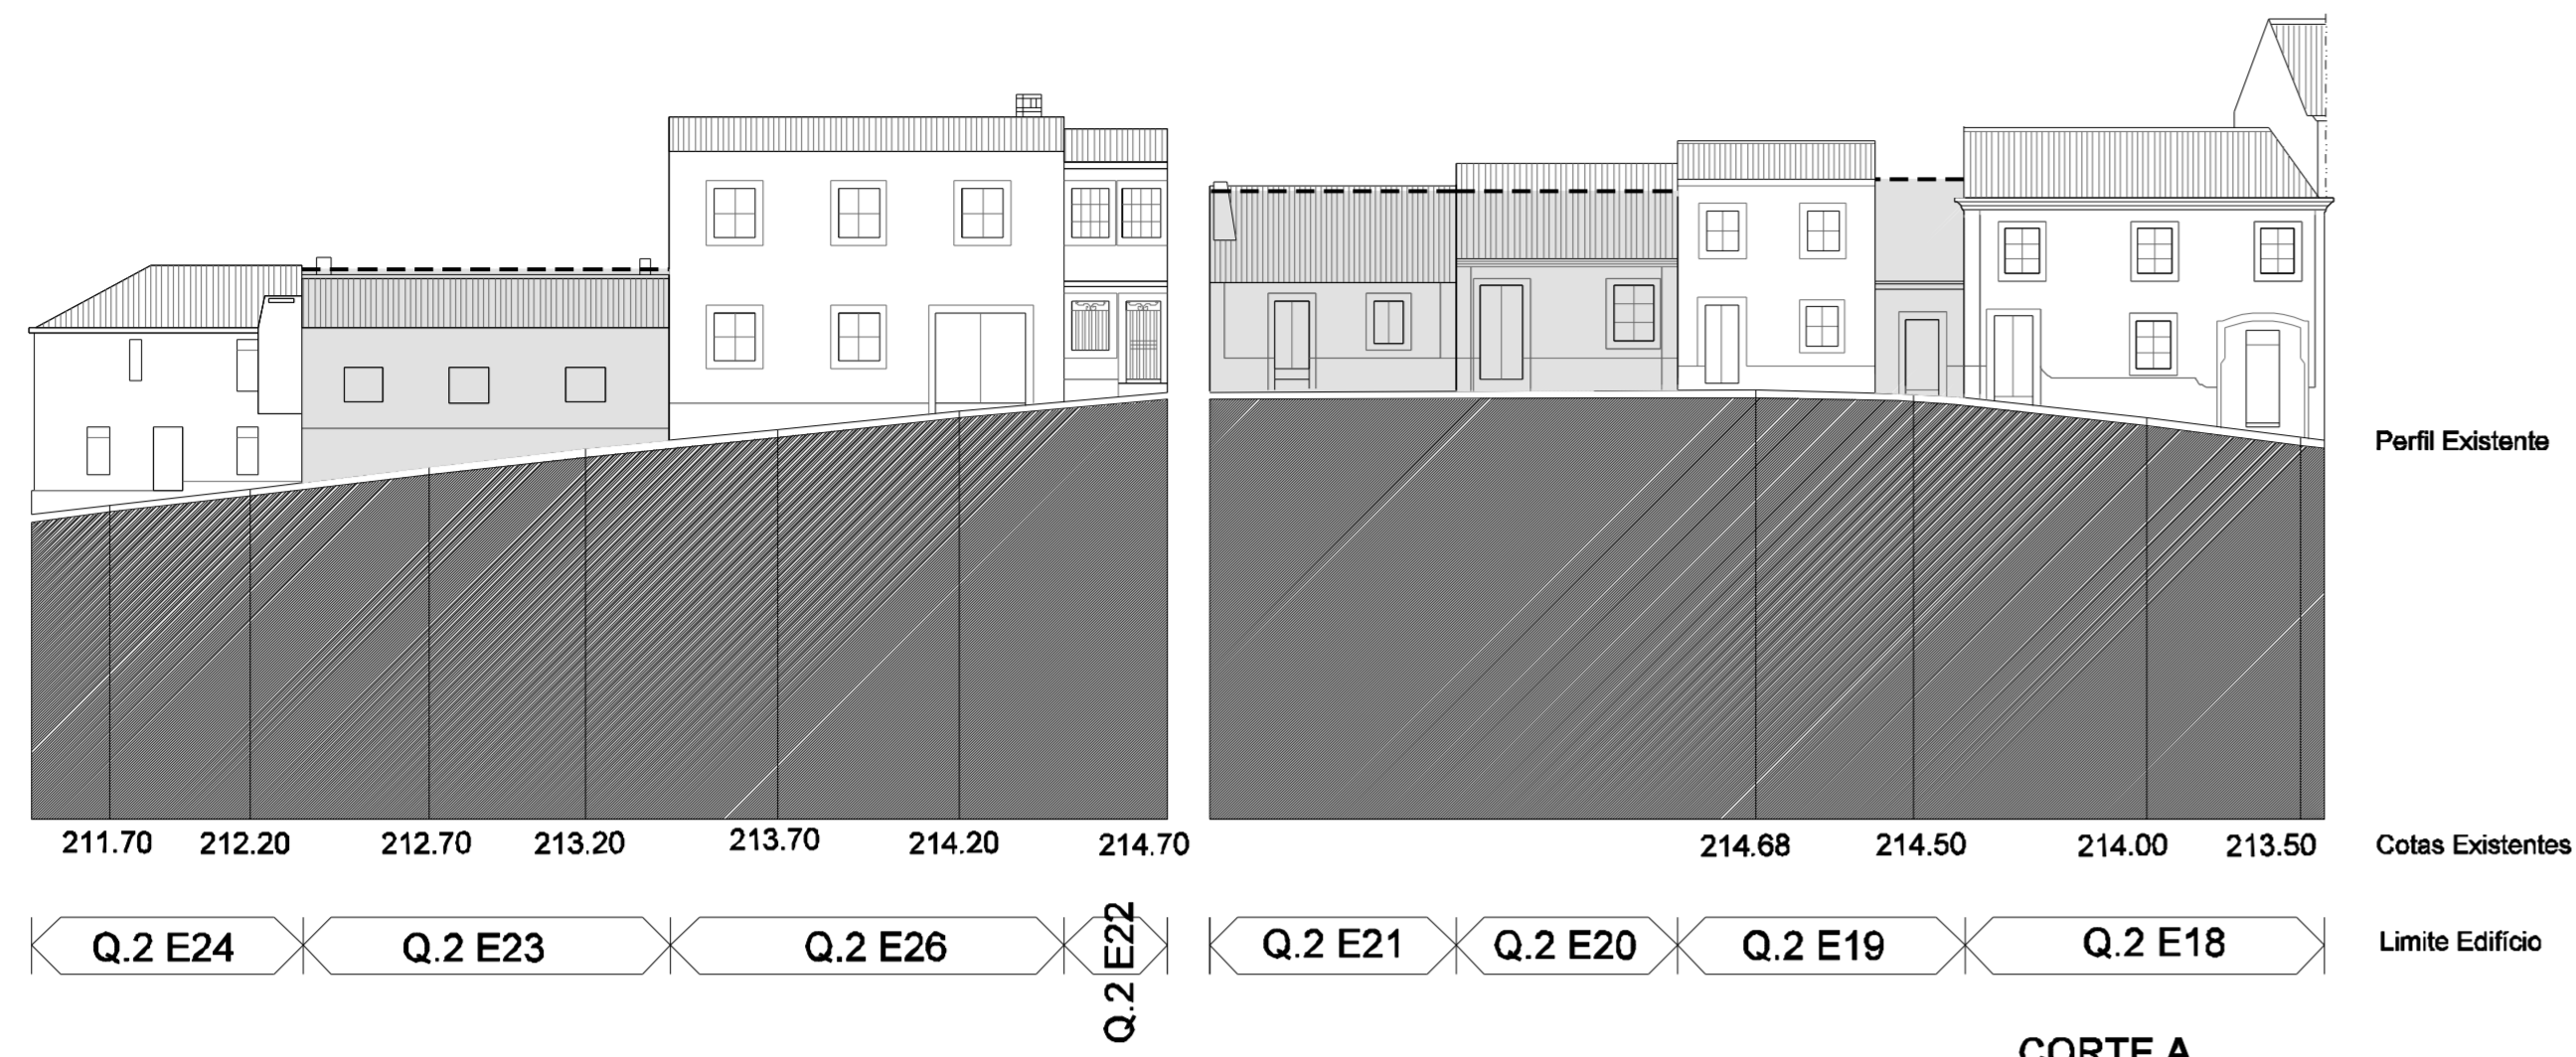 Perfil Existente
211.70 212.20 212.70 213.20 213.70 214.20 214.70 214.68 214.50 214.00 213.50 Cotas Existentes
Q.2 E24 Q.2 E23 Q.2 E26 Q.2 E22 Q.2 E21 Q.2 E20 Q.2 E19 Q.2 E18 Limite Edifício
CORTE A